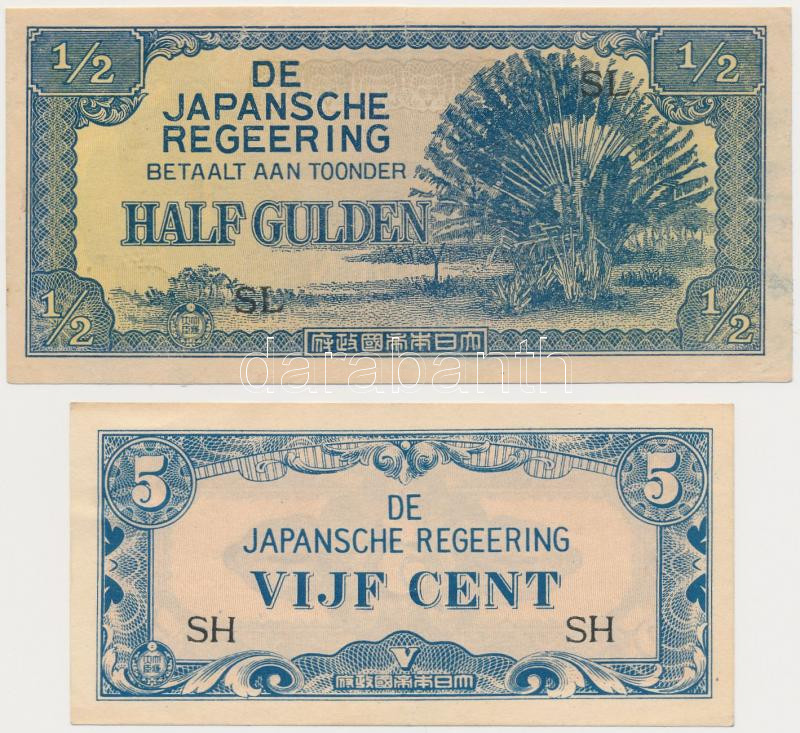 1/2
1/2
DE
JAPANSCHE
REGEERING
BETAALT AAN TOONDER
HALF GULDEN
SL
SL
1/2
1/2
府政國帝本日大
darabanth
5
5
DE
JAPANSCHE REGEERING
VIJF CENT
SH
SH
V
府政國帝本日大